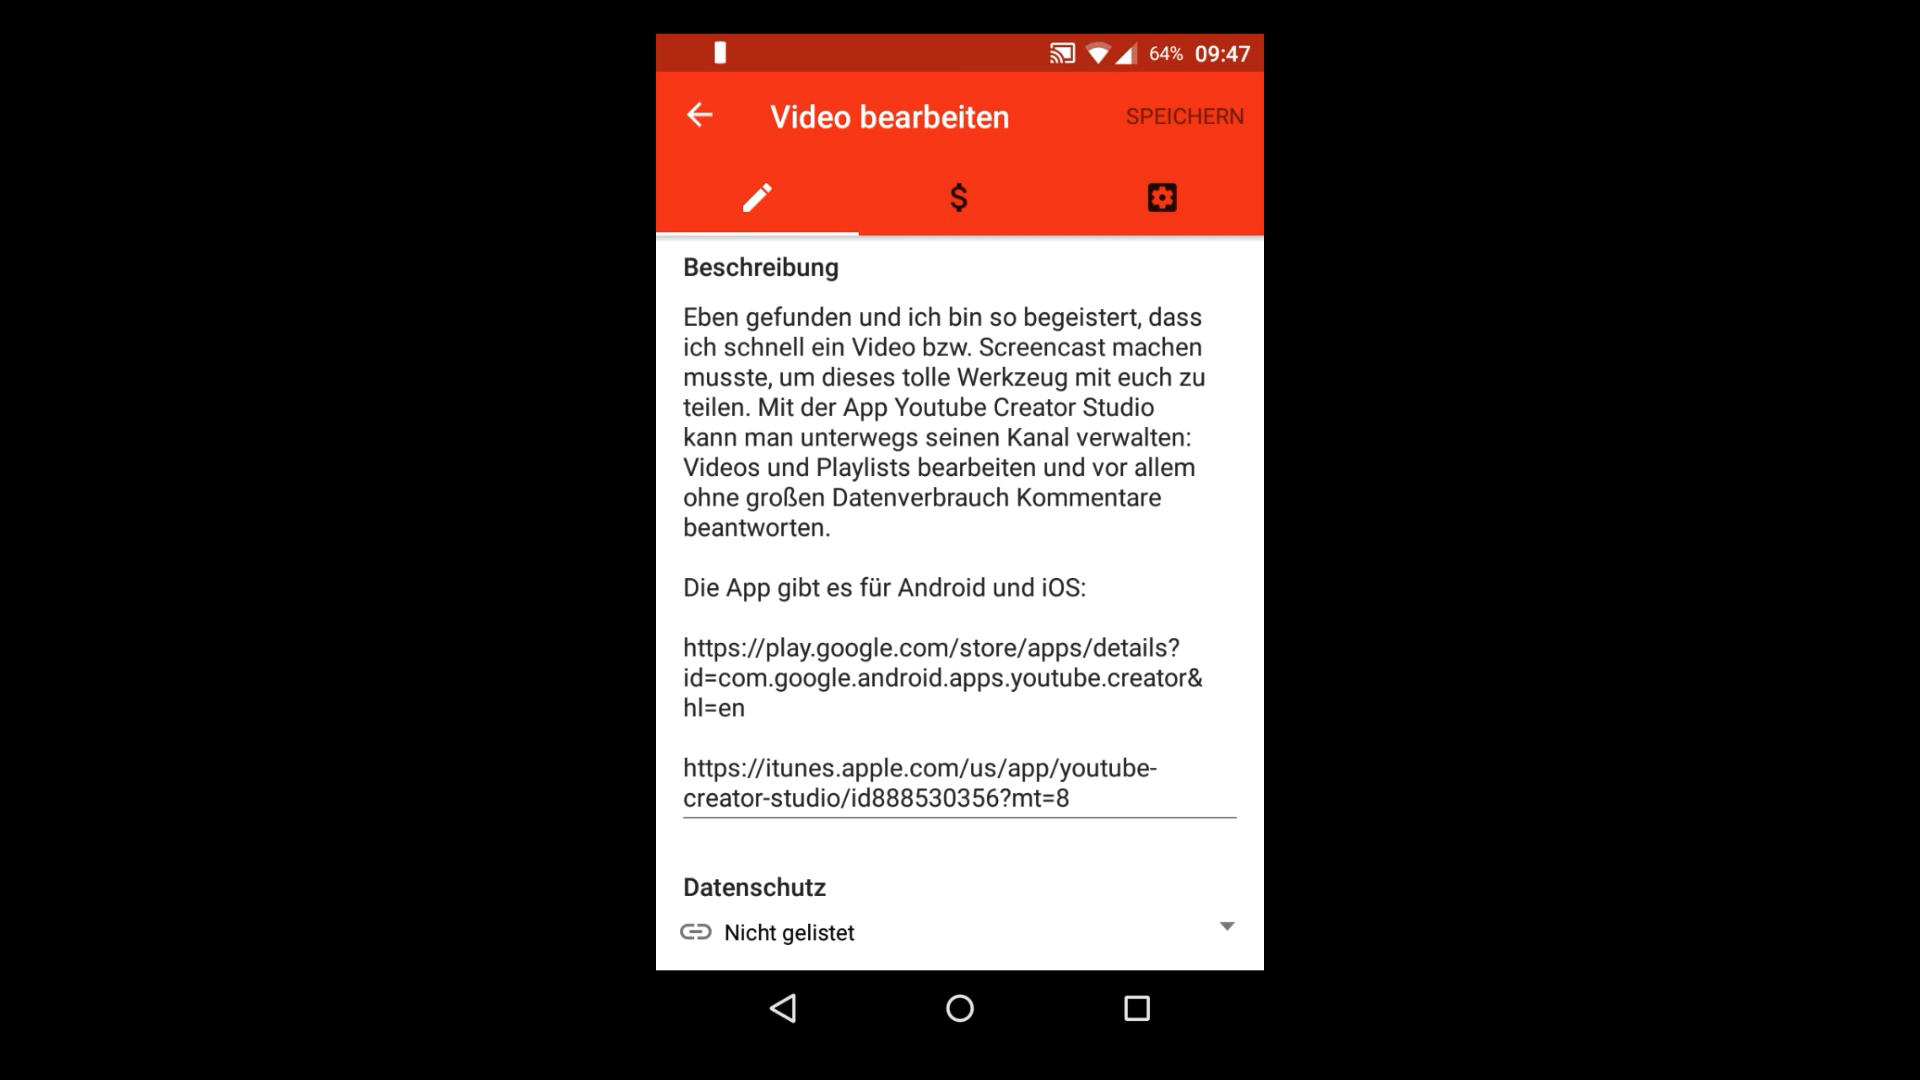 64% 09:47
Video bearbeiten SPEICHERN
$
Beschreibung
Eben gefunden und ich bin so begeistert, dass
ich schnell ein Video bzw. Screencast machen
musste, um dieses tolle Werkzeug mit euch zu
teilen. Mit der App Youtube Creator Studio
kann man unterwegs seinen Kanal verwalten:
Videos und Playlists bearbeiten und vor allem
ohne großen Datenverbrauch Kommentare
beantworten.
Die App gibt es für Android und iOS:
https://play.google.com/store/apps/details?
id=com.google.android.apps.youtube.creator&
hl=en
https://itunes.apple.com/us/app/youtube-
creator-studio/id888530356?mt=8
Datenschutz
Nicht gelistet